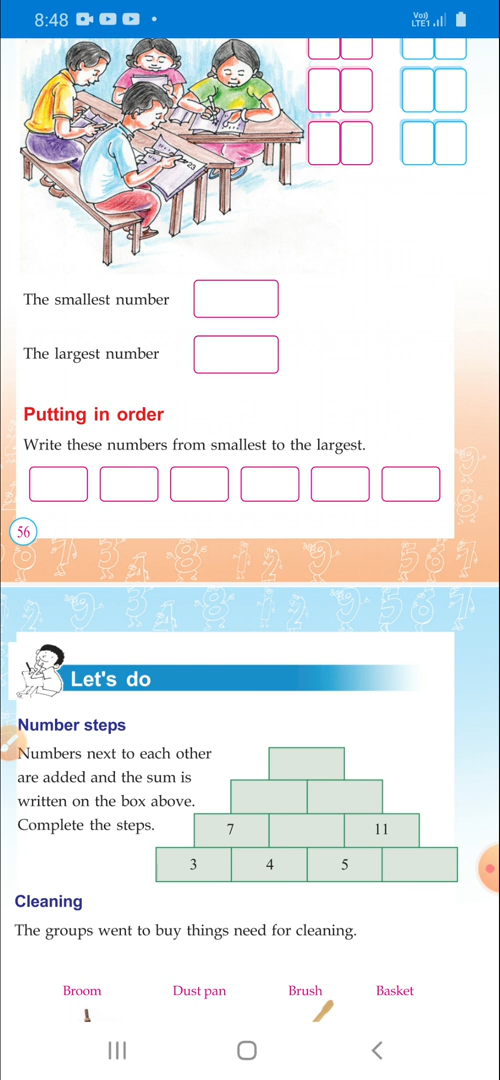 8:48
Vo))
LTE1
The smallest number
The largest number
Putting in order
Write these numbers from smallest to the largest.
56
Let's do
Number steps
Numbers next to each other
are added and the sum is
written on the box above.
Complete the steps.
7 11
3 4 5
Cleaning
The groups went to buy things need for cleaning.
Broom Dust pan Brush Basket